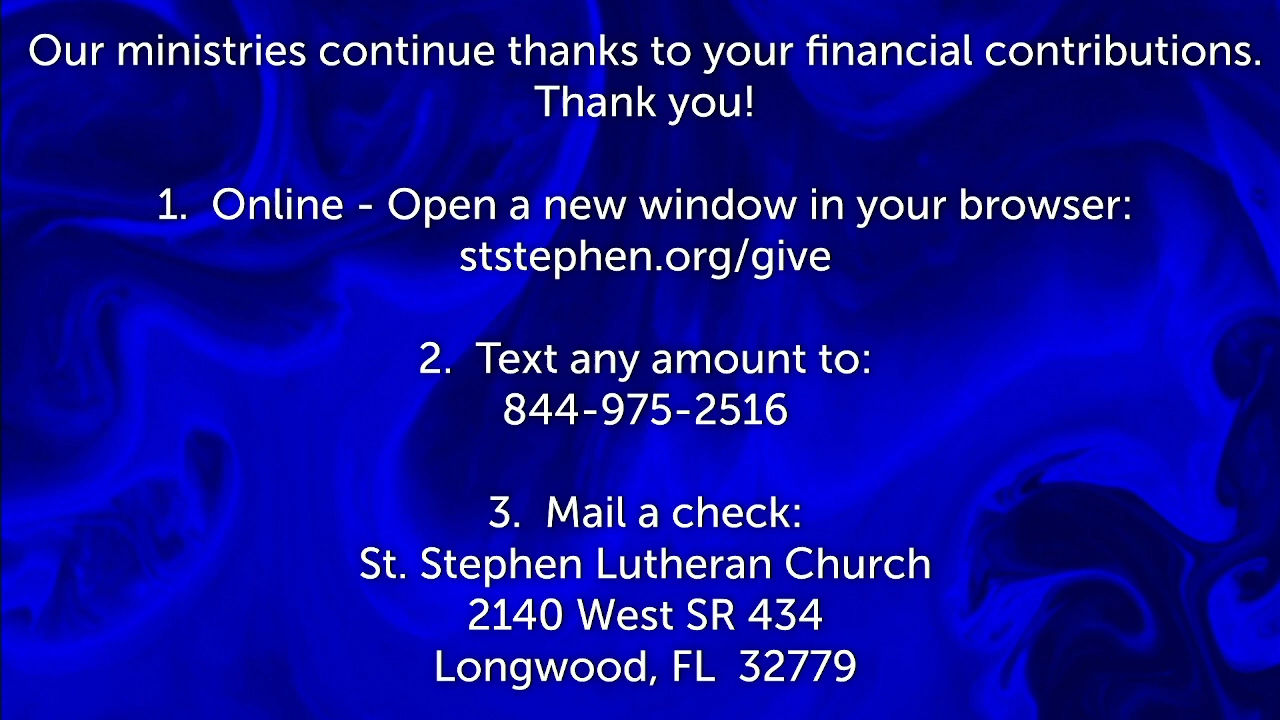 Our ministries continue thanks to your financial contributions.
Thank you!
1.  Online - Open a new window in your browser:
ststephen.org/give
2.  Text any amount to:
844-975-2516
3.  Mail a check:
St. Stephen Lutheran Church
2140 West SR 434
Longwood, FL  32779